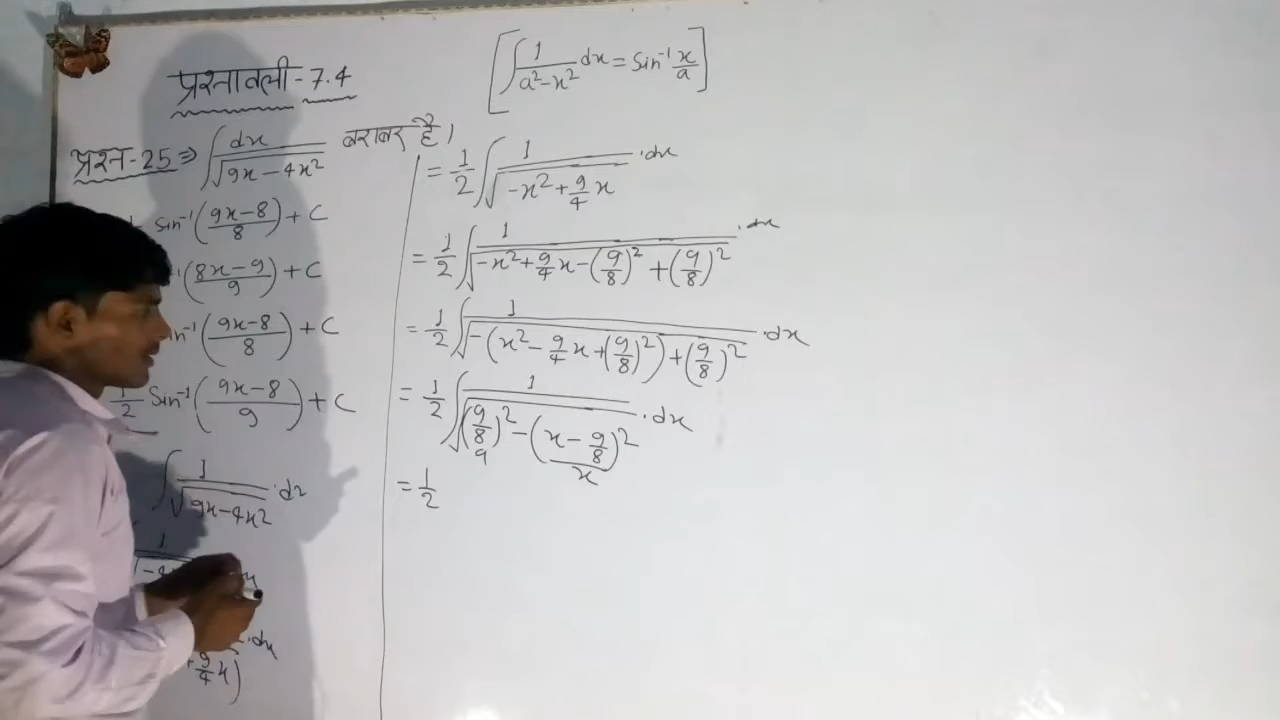 प्रश्नावली-7.4
[∫ 1/(a²-x²) dx = Sin⁻¹ x/a]
प्रश्न-25 ⇒ ∫ dx/√(9x-4x²) बराबर है।
Sin⁻¹((9x-8)/8) + C
((8x-9)/9) + C
((9x-8)/8) + C
1/2 Sin⁻¹((9x-8)/9) + C
∫ 1/√(9x-4x²) ·dx
= 1/2 ∫ 1/√(-x²+9/4 x) ·dx
= 1/2 ∫ 1/√(-x²+9/4 x-(9/8)²+(9/8)²) ·dx
= 1/2 ∫ 1/√(-(x²-9/4 x+(9/8)²)+(9/8)²) ·dx
= 1/2 ∫ 1/√((9/8)²-(x-9/8)²) ·dx
a x
= 1/2